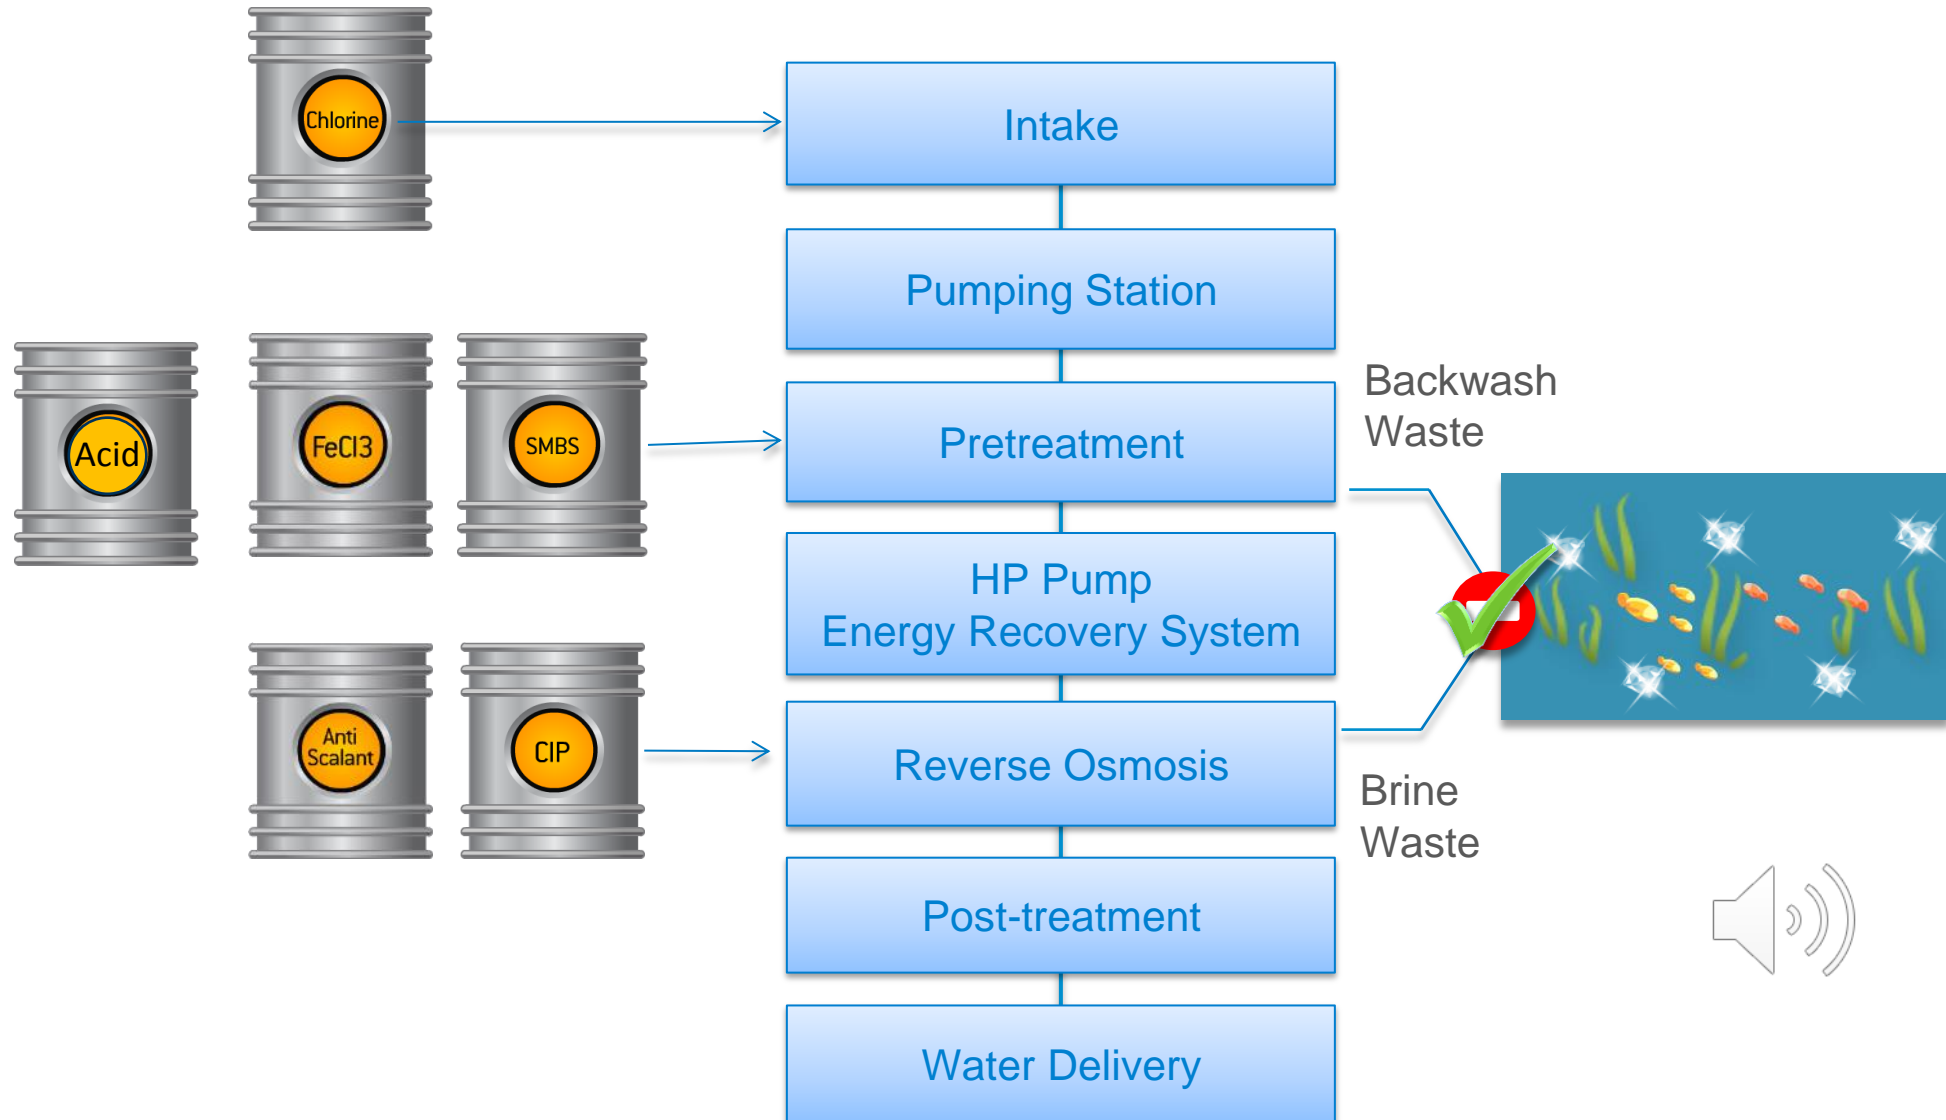 Chlorine
Intake
Pumping Station
Acid
FeCl3
SMBS
Pretreatment
Backwash
Waste
HP Pump
Energy Recovery System
Anti
Scalant
CIP
Reverse Osmosis
Brine
Waste
Post-treatment
Water Delivery